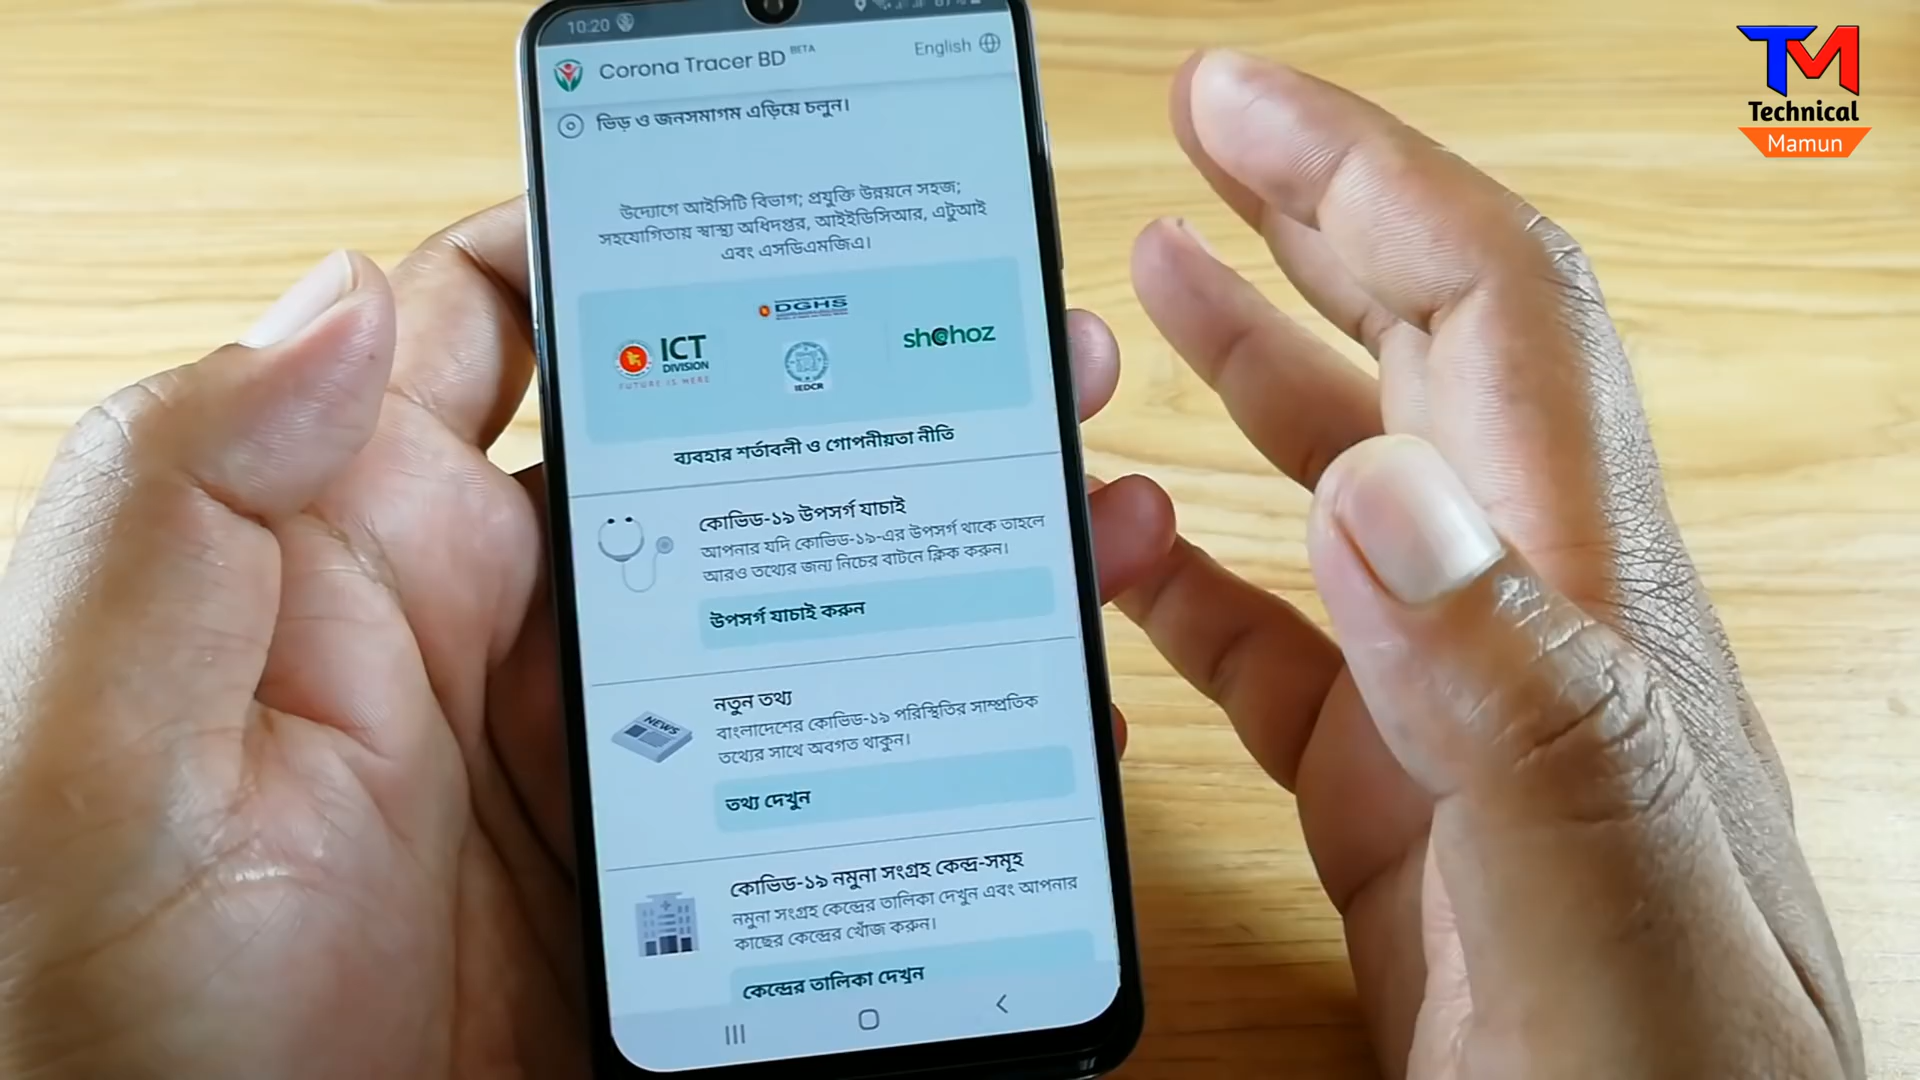 10:20
Corona Tracer BD BETA
English
ভিড় ও জনসমাগম এড়িয়ে চলুন।
উদ্যোগে আইসিটি বিভাগ; প্রযুক্তি উন্নয়নে সহজ;
সহযোগিতায় স্বাস্থ্য অধিদপ্তর, আইইডিসিআর, এটুআই
এবং এসডিএমজিএ।
DGHS
ICT
DIVISION
FUTURE IS HERE
IEDCR
shohoz
ব্যবহার শর্তাবলী ও গোপনীয়তা নীতি
কোভিড-১৯ উপসর্গ যাচাই
আপনার যদি কোভিড-১৯-এর উপসর্গ থাকে তাহলে
আরও তথ্যের জন্য নিচের বাটনে ক্লিক করুন।
উপসর্গ যাচাই করুন
NEWS
নতুন তথ্য
বাংলাদেশের কোভিড-১৯ পরিস্থিতির সাম্প্রতিক
তথ্যের সাথে অবগত থাকুন।
তথ্য দেখুন
কোভিড-১৯ নমুনা সংগ্রহ কেন্দ্র-সমূহ
নমুনা সংগ্রহ কেন্দ্রের তালিকা দেখুন এবং আপনার
কাছের কেন্দ্রের খোঁজ করুন।
কেন্দ্রের তালিকা দেখুন
TM
Technical
Mamun